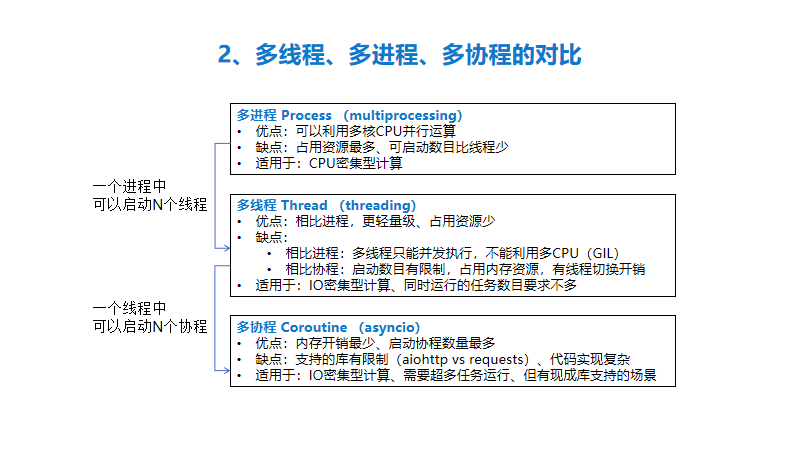 2、多线程、多进程、多协程的对比
多进程 Process （multiprocessing）
• 优点：可以利用多核CPU并行运算
• 缺点：占用资源最多、可启动数目比线程少
• 适用于：CPU密集型计算
一个进程中
可以启动N个线程
多线程 Thread （threading）
• 优点：相比进程，更轻量级、占用资源少
• 缺点：
• 相比进程：多线程只能并发执行，不能利用多CPU（GIL）
• 相比协程：启动数目有限制，占用内存资源，有线程切换开销
• 适用于：IO密集型计算、同时运行的任务数目要求不多
一个线程中
可以启动N个协程
多协程 Coroutine （asyncio）
• 优点：内存开销最少、启动协程数量最多
• 缺点：支持的库有限制（aiohttp vs requests）、代码实现复杂
• 适用于：IO密集型计算、需要超多任务运行、但有现成库支持的场景